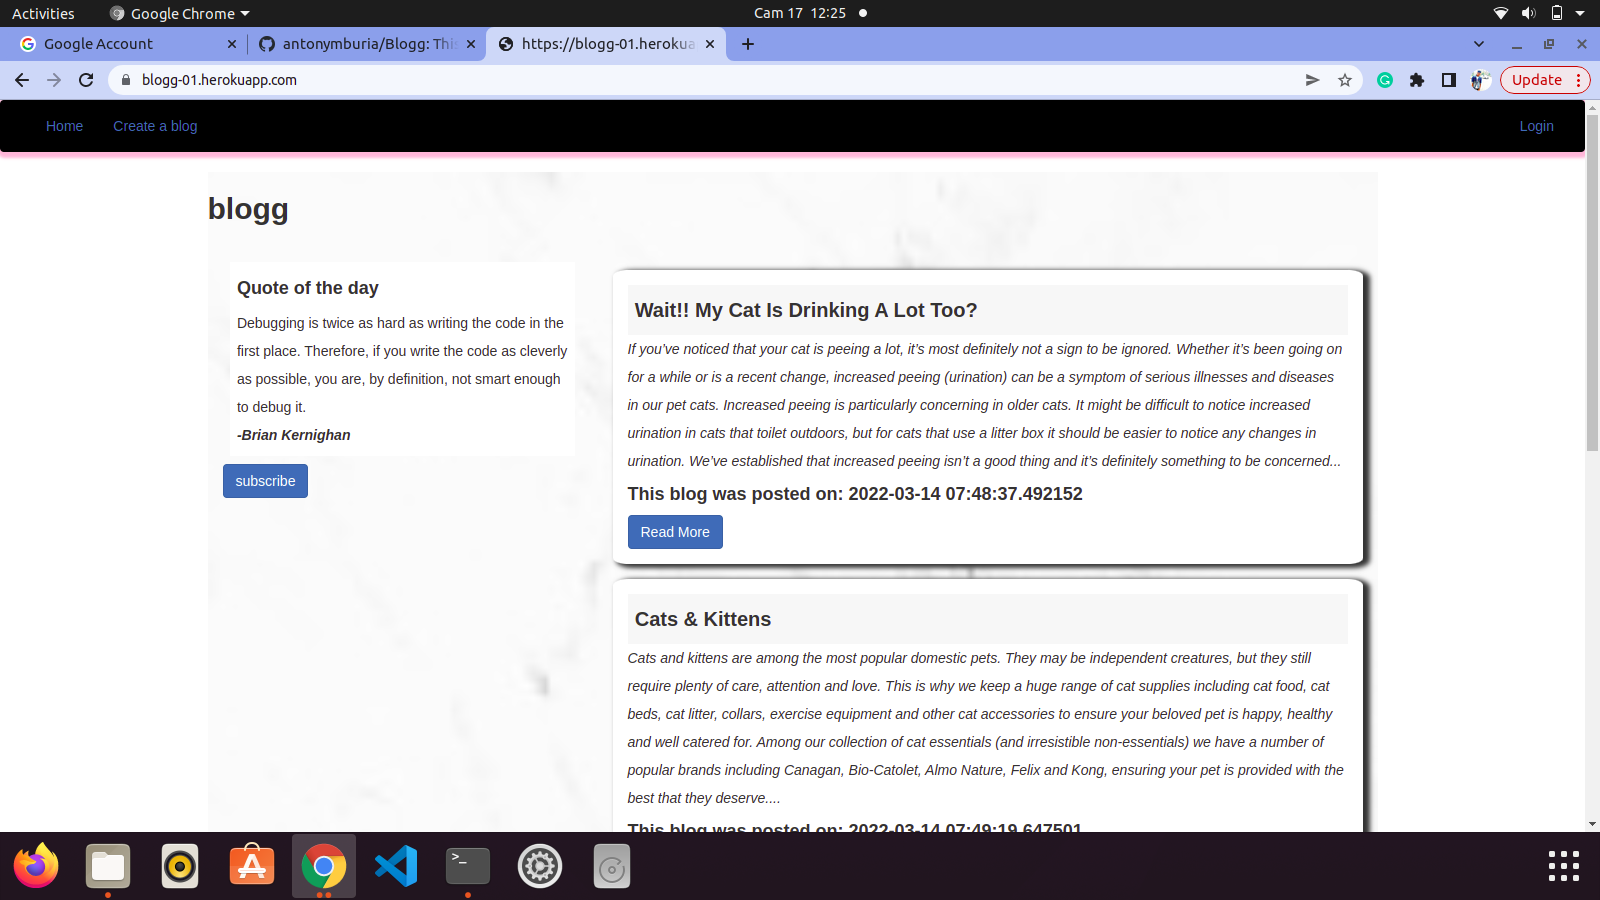 Activities Google Chrome Cam 17 12:25
Google Account antonymburia/Blogg: This https://blogg-01.herokua
blogg-01.herokuapp.com Update
Home Create a blog Login
blogg
Quote of the day
Debugging is twice as hard as writing the code in the
first place. Therefore, if you write the code as cleverly
as possible, you are, by definition, not smart enough
to debug it.
-Brian Kernighan
subscribe
Wait!! My Cat Is Drinking A Lot Too?
If you’ve noticed that your cat is peeing a lot, it’s most definitely not a sign to be ignored. Whether it’s been going on
for a while or is a recent change, increased peeing (urination) can be a symptom of serious illnesses and diseases
in our pet cats. Increased peeing is particularly concerning in older cats. It might be difficult to notice increased
urination in cats that toilet outdoors, but for cats that use a litter box it should be easier to notice any changes in
urination. We’ve established that increased peeing isn’t a good thing and it’s definitely something to be concerned...
This blog was posted on: 2022-03-14 07:48:37.492152
Read More
Cats & Kittens
Cats and kittens are among the most popular domestic pets. They may be independent creatures, but they still
require plenty of care, attention and love. This is why we keep a huge range of cat supplies including cat food, cat
beds, cat litter, collars, exercise equipment and other cat accessories to ensure your beloved pet is happy, healthy
and well catered for. Among our collection of cat essentials (and irresistible non-essentials) we have a number of
popular brands including Canagan, Bio-Catolet, Almo Nature, Felix and Kong, ensuring your pet is provided with the
best that they deserve....
This blog was posted on: 2022-03-14 07:49:19.647501